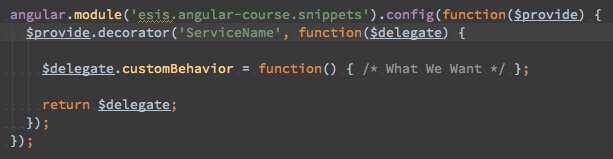 angular.module('esis.angular-course.snippets').config(function($provide) {
$provide.decorator('ServiceName', function($delegate) {
$delegate.customBehavior = function() { /* What We Want */ };
return $delegate;
});
});